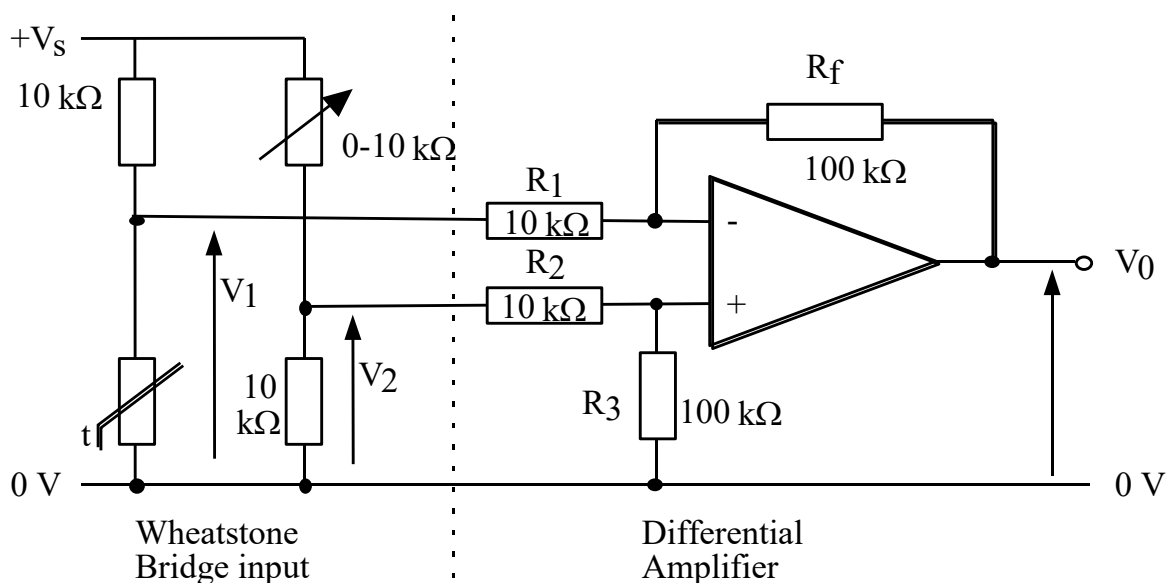 +Vs
10 kΩ
0-10 kΩ
Rf
100 kΩ
R1
10 kΩ
-
R2
10 kΩ
+
V0
V1
V2
10
kΩ
R3
100 kΩ
t
0 V
0 V
Wheatstone
Bridge input
Differential
Amplifier